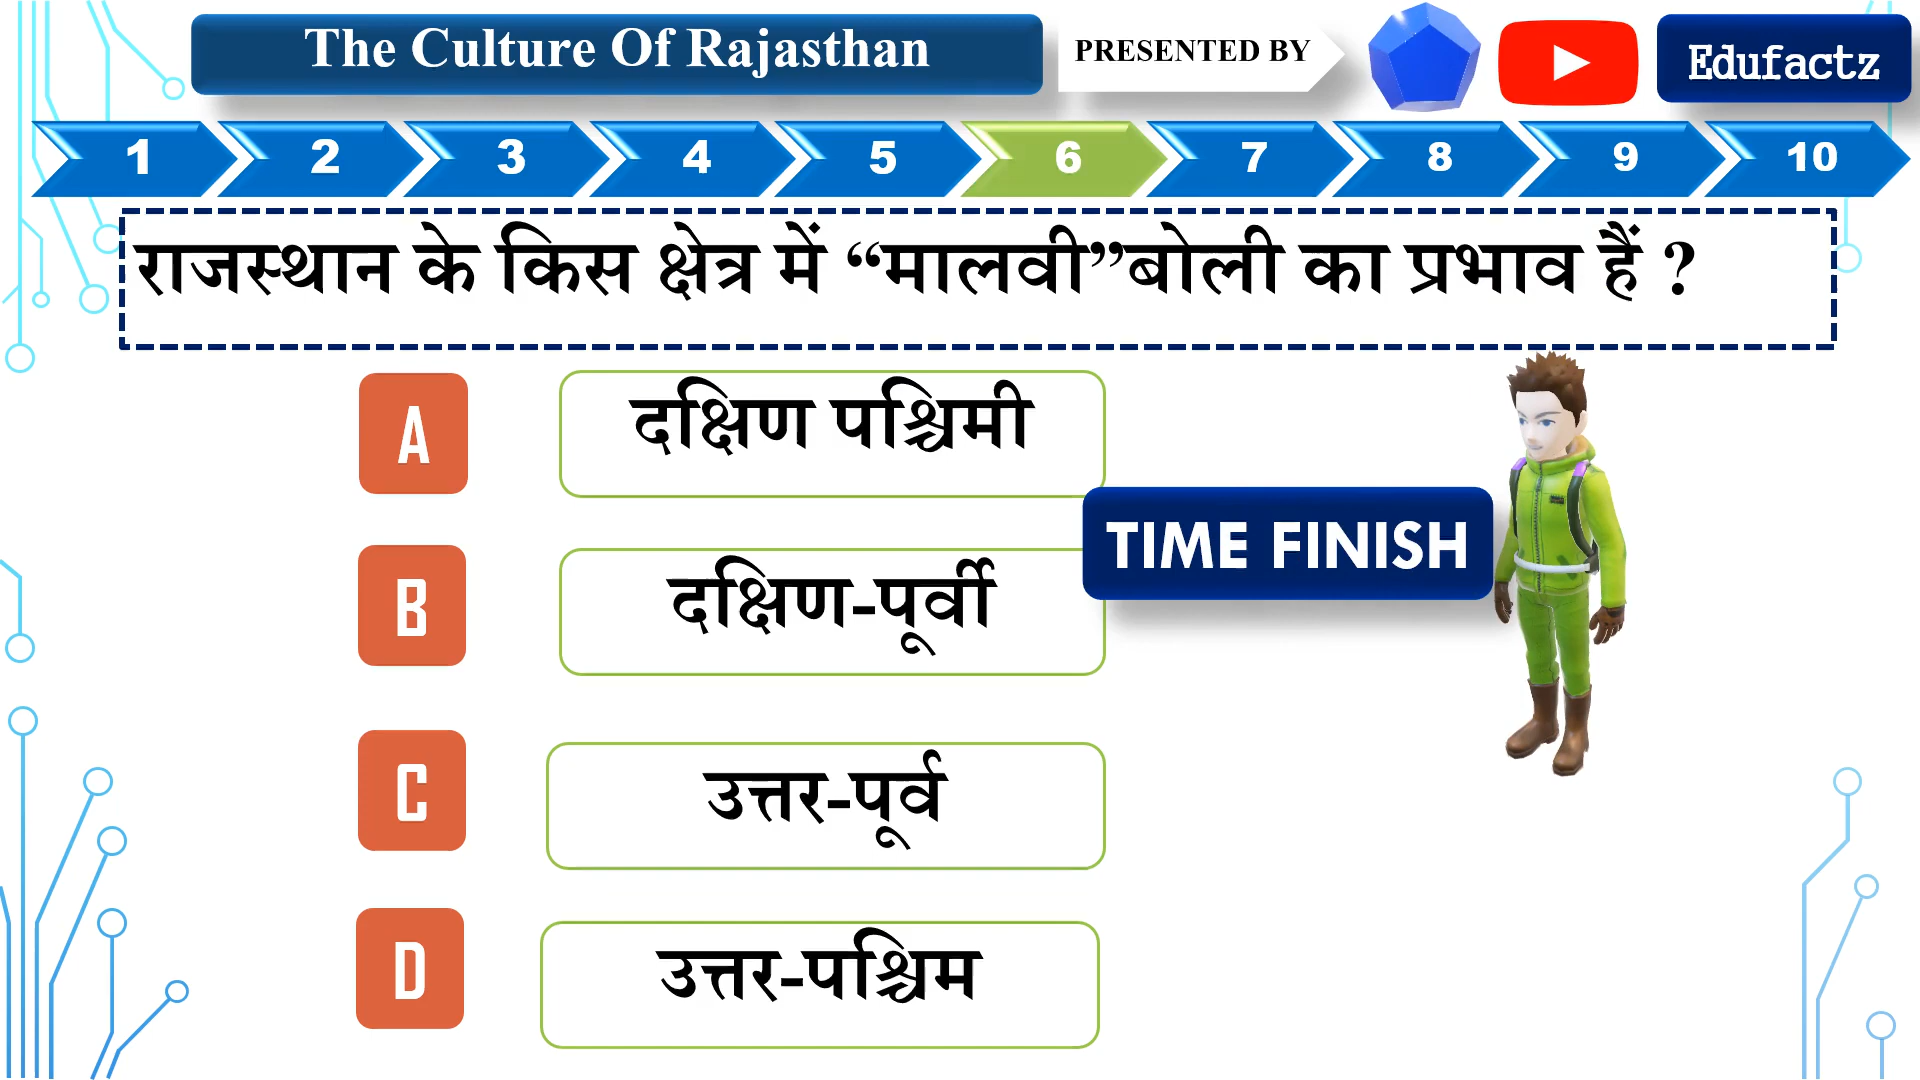 The Culture Of Rajasthan
PRESENTED BY
Edufactz
1 2 3 4 5 6 7 8 9 10
राजस्थान के किस क्षेत्र में “मालवी”बोली का प्रभाव हैं ?
A दक्षिण पश्चिमी
TIME FINISH
B दक्षिण-पूर्वी
C उत्तर-पूर्व
D उत्तर-पश्चिम